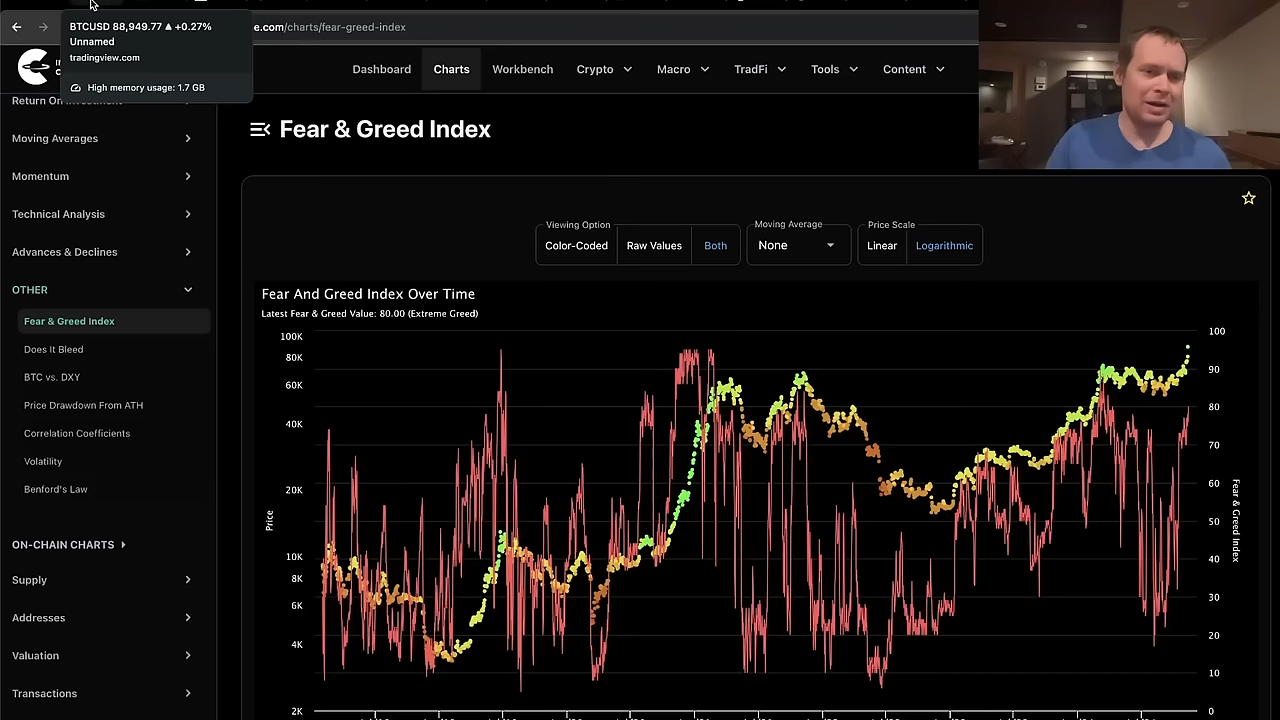 BTCUSD 88,949.77 ▲ +0.27%
Unnamed
tradingview.com
High memory usage: 1.7 GB
e.com/charts/fear-greed-index
Dashboard
Charts
Workbench
Crypto
Macro
TradFi
Tools
Content
Return On Investment
Moving Averages
Momentum
Technical Analysis
Advances & Declines
OTHER
Fear & Greed Index
Does It Bleed
BTC vs. DXY
Price Drawdown From ATH
Correlation Coefficients
Volatility
Benford's Law
ON-CHAIN CHARTS
Supply
Addresses
Valuation
Transactions
Fear & Greed Index
Viewing Option
Color-Coded
Raw Values
Both
Moving Average
None
Price Scale
Linear
Logarithmic
Fear And Greed Index Over Time
Latest Fear & Greed Value: 80.00 (Extreme Greed)
100K
80K
60K
40K
20K
10K
8K
6K
4K
2K
Price
100
90
80
70
60
50
40
30
20
10
0
Fear & Greed Index